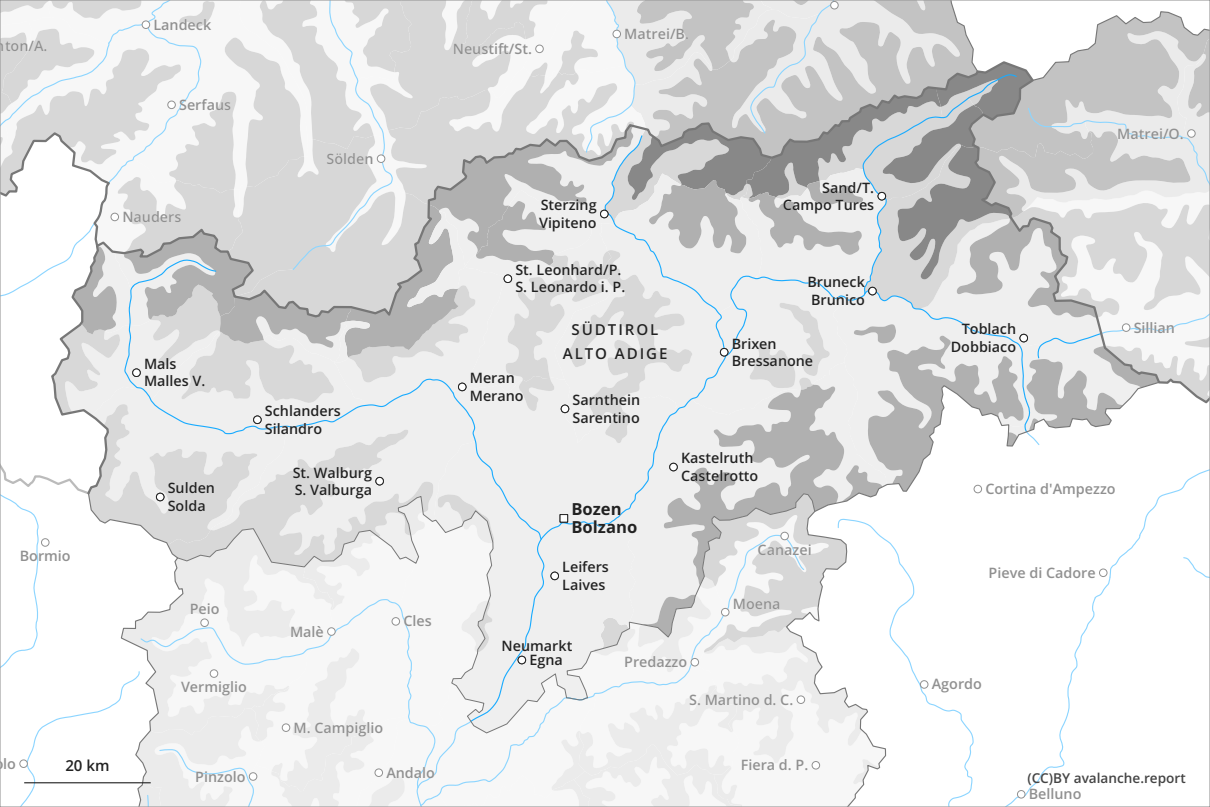 Landeck
nton/A.
Neustift/St.
Matrei/B.
Serfaus
Sölden
Matrei/O.
Nauders
Sand/T.
Campo Tures
Sterzing
Vipiteno
St. Leonhard/P.
S. Leonardo i. P.
Bruneck
Brunico
SÜDTIROL
ALTO ADIGE
Toblach
Dobbiaco
Sillian
Brixen
Bressanone
Mals
Malles V.
Meran
Merano
Sarnthein
Sarentino
Schlanders
Silandro
Kastelruth
Castelrotto
St. Walburg
S. Valburga
Sulden
Solda
Cortina d'Ampezzo
Bozen
Bolzano
Bormio
Canazei
Leifers
Laives
Pieve di Cadore
Peio
Malè
Cles
Moena
Neumarkt
Egna
Predazzo
Vermiglio
Agordo
S. Martino d. C.
M. Campiglio
olo
20 km
Pinzolo
Andalo
Fiera d. P.
(CC)BY avalanche.report
Belluno